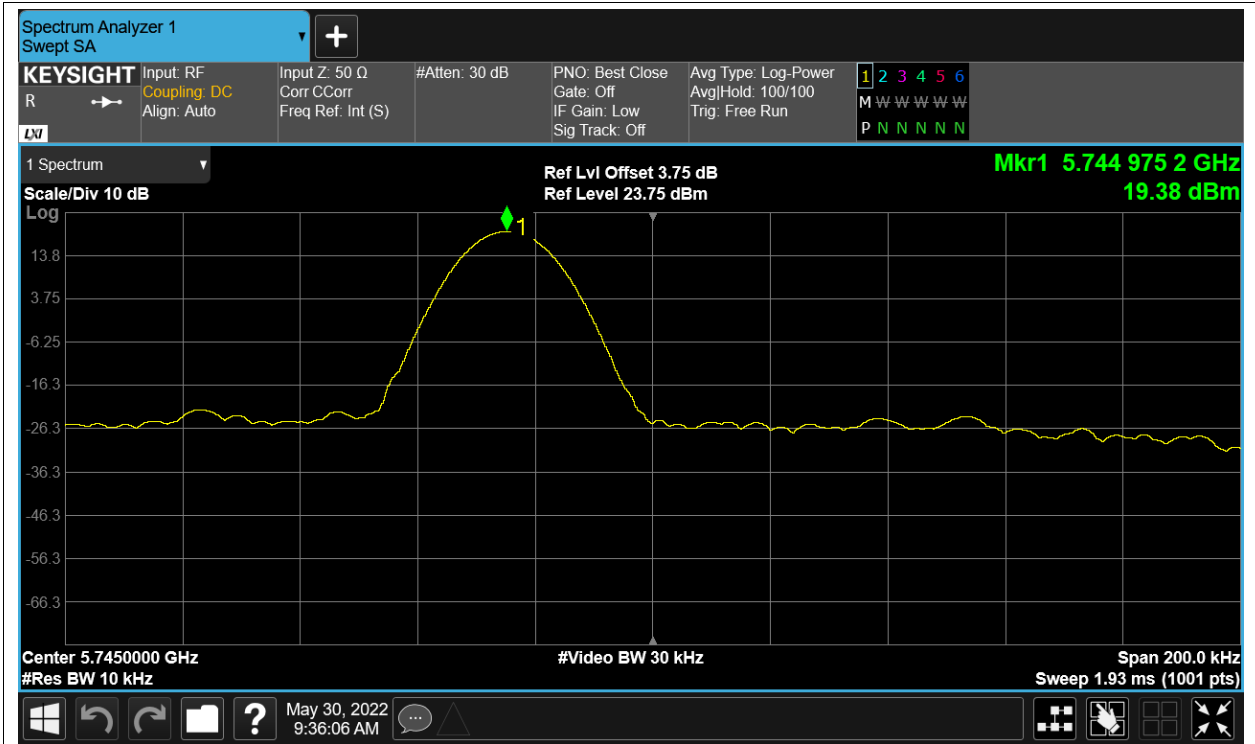 Spectrum Analyzer 1
Swept SA
+
KEYSIGHT
R
LXI
Input: RF
Coupling: DC
Align: Auto
Input Z: 50 Ω
Corr CCorr
Freq Ref: Int (S)
#Atten: 30 dB
PNO: Best Close
Gate: Off
IF Gain: Low
Sig Track: Off
Avg Type: Log-Power
Avg|Hold: 100/100
Trig: Free Run
1 2 3 4 5 6
M W W W W W
P N N N N N
1 Spectrum
Scale/Div 10 dB
Ref Lvl Offset 3.75 dB
Ref Level 23.75 dBm
Mkr1 5.744 975 2 GHz
19.38 dBm
Log
1
13.8
3.75
-6.25
-16.3
-26.3
-36.3
-46.3
-56.3
-66.3
Center 5.7450000 GHz
#Res BW 10 kHz
#Video BW 30 kHz
Span 200.0 kHz
Sweep 1.93 ms (1001 pts)
?
May 30, 2022
9:36:06 AM